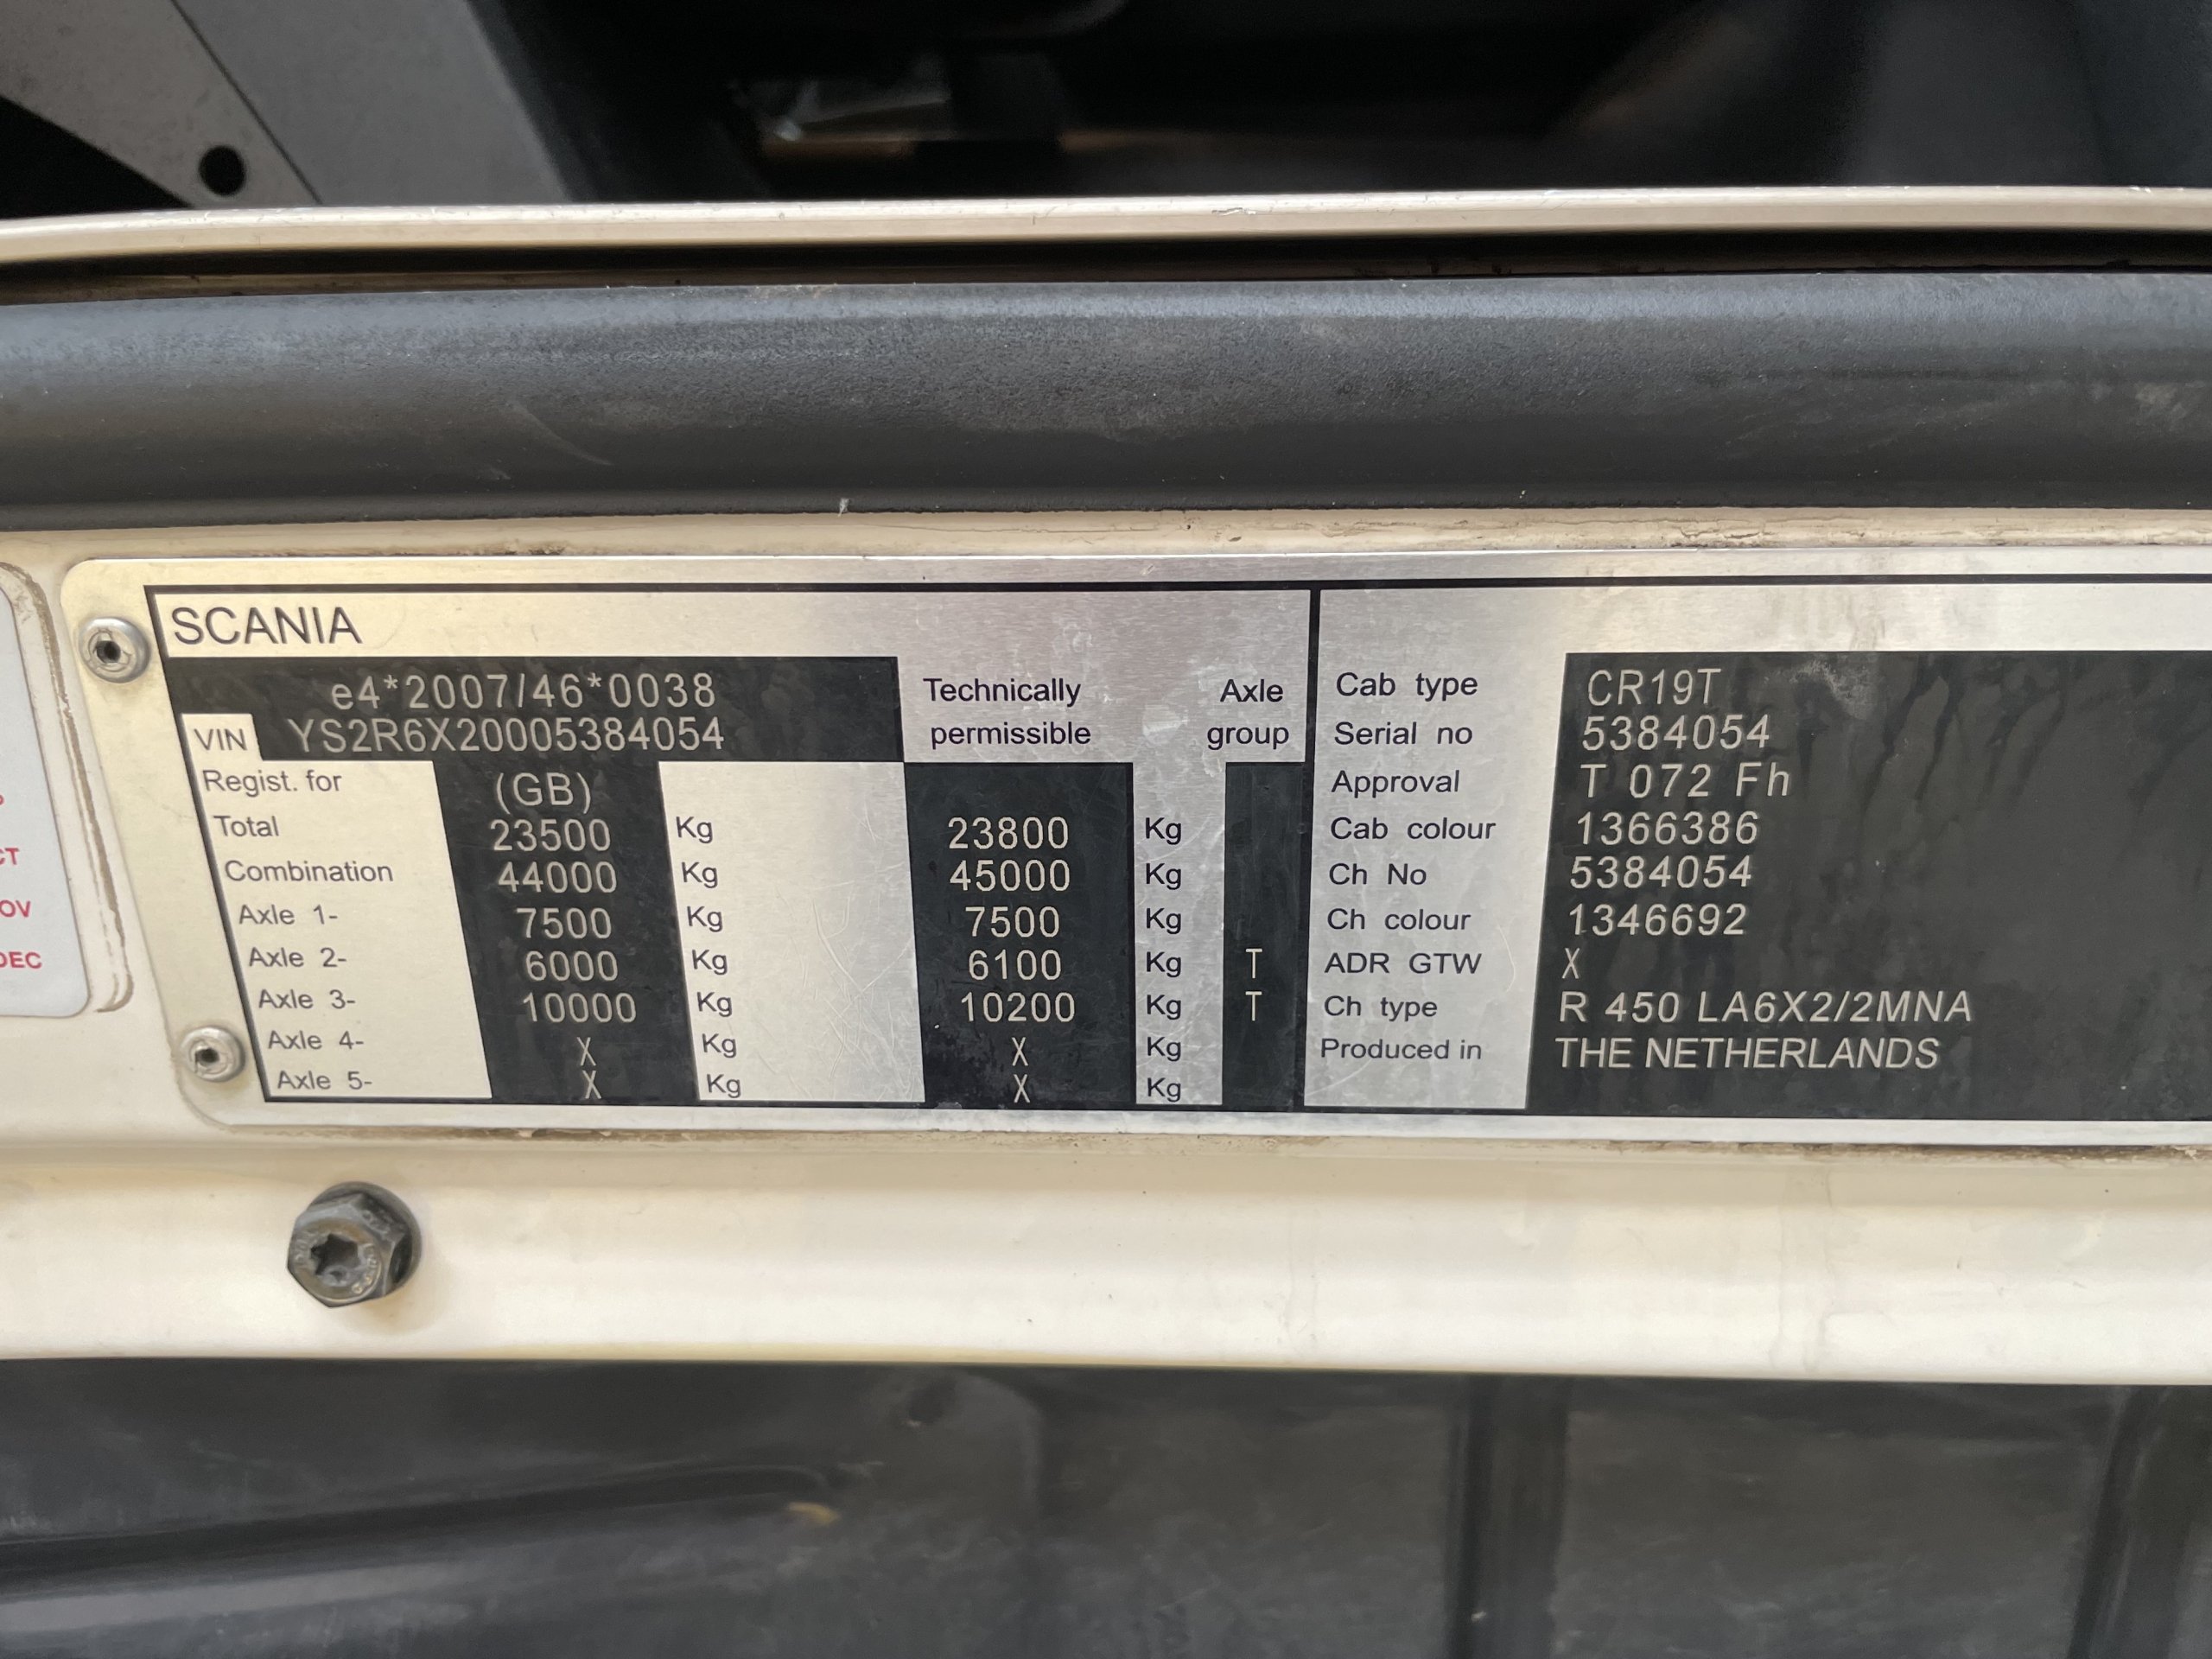 SCANIA
e4*2007/46*0038
VIN YS2R6X20005384054
Technically permissible
Axle group
Regist. for (GB)
Total 23500 Kg 23800 Kg
Combination 44000 Kg 45000 Kg
Axle 1- 7500 Kg 7500 Kg
Axle 2- 6000 Kg 6100 Kg T
Axle 3- 10000 Kg 10200 Kg T
Axle 4- X Kg X Kg
Axle 5- X Kg X Kg
Cab type CR19T
Serial no 5384054
Approval T 072 Fh
Cab colour 1366386
Ch No 5384054
Ch colour 1346692
ADR GTW X
Ch type R 450 LA6X2/2MNA
Produced in THE NETHERLANDS
OV
DEC